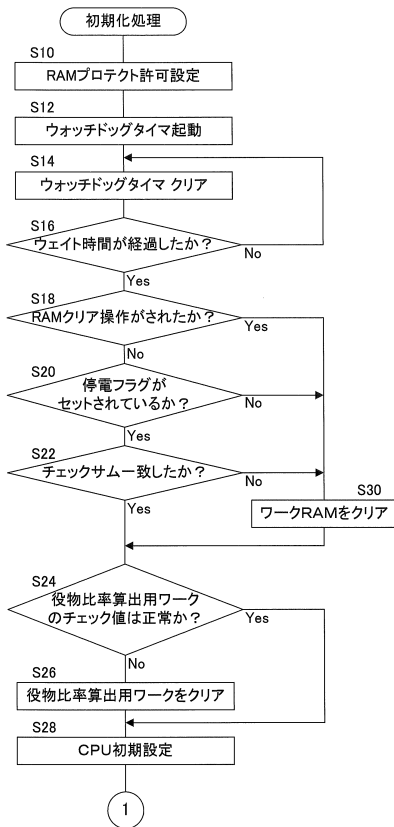 初期化処理
S10
RAMプロテクト許可設定
S12
ウォッチドッグタイマ起動
S14
ウォッチドッグタイマ クリア
S16
ウェイト時間が経過したか？
No
Yes
S18
RAMクリア操作がされたか？
Yes
No
S20
停電フラグが
セットされているか？
No
Yes
S22
チェックサム一致したか？
No
Yes
S30
ワークRAMをクリア
S24
役物比率算出用ワーク
のチェック値は正常か？
Yes
No
S26
役物比率算出用ワークをクリア
S28
CPU初期設定
1